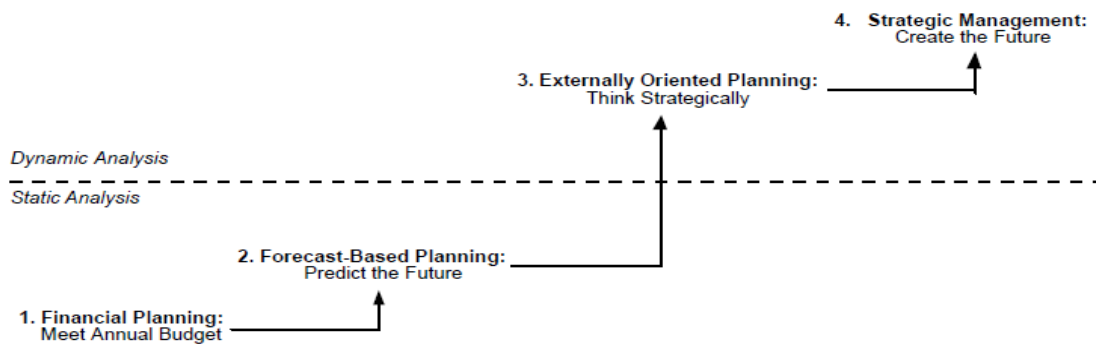 4. Strategic Management:
Create the Future
3. Externally Oriented Planning:
Think Strategically
Dynamic Analysis
Static Analysis
2. Forecast-Based Planning:
Predict the Future
1. Financial Planning:
Meet Annual Budget